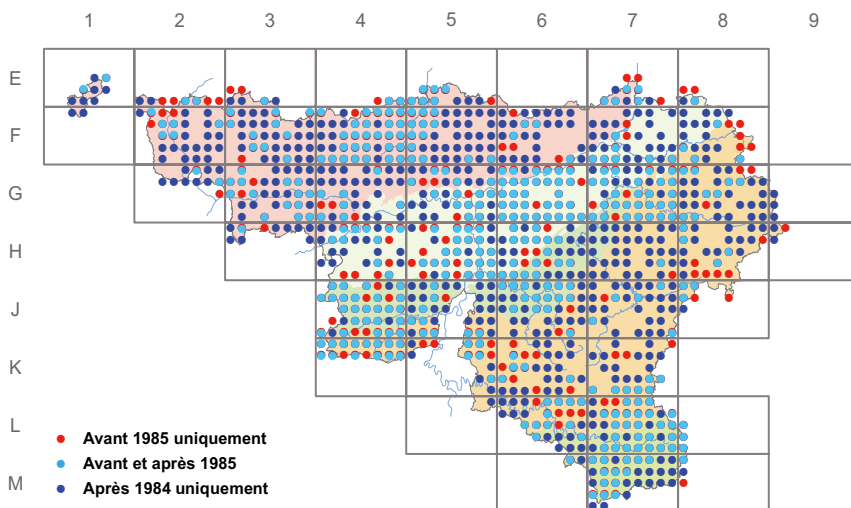 1 2 3 4 5 6 7 8 9
E
F
G
H
J
K
L
M
Avant 1985 uniquement
Avant et après 1985
Après 1984 uniquement